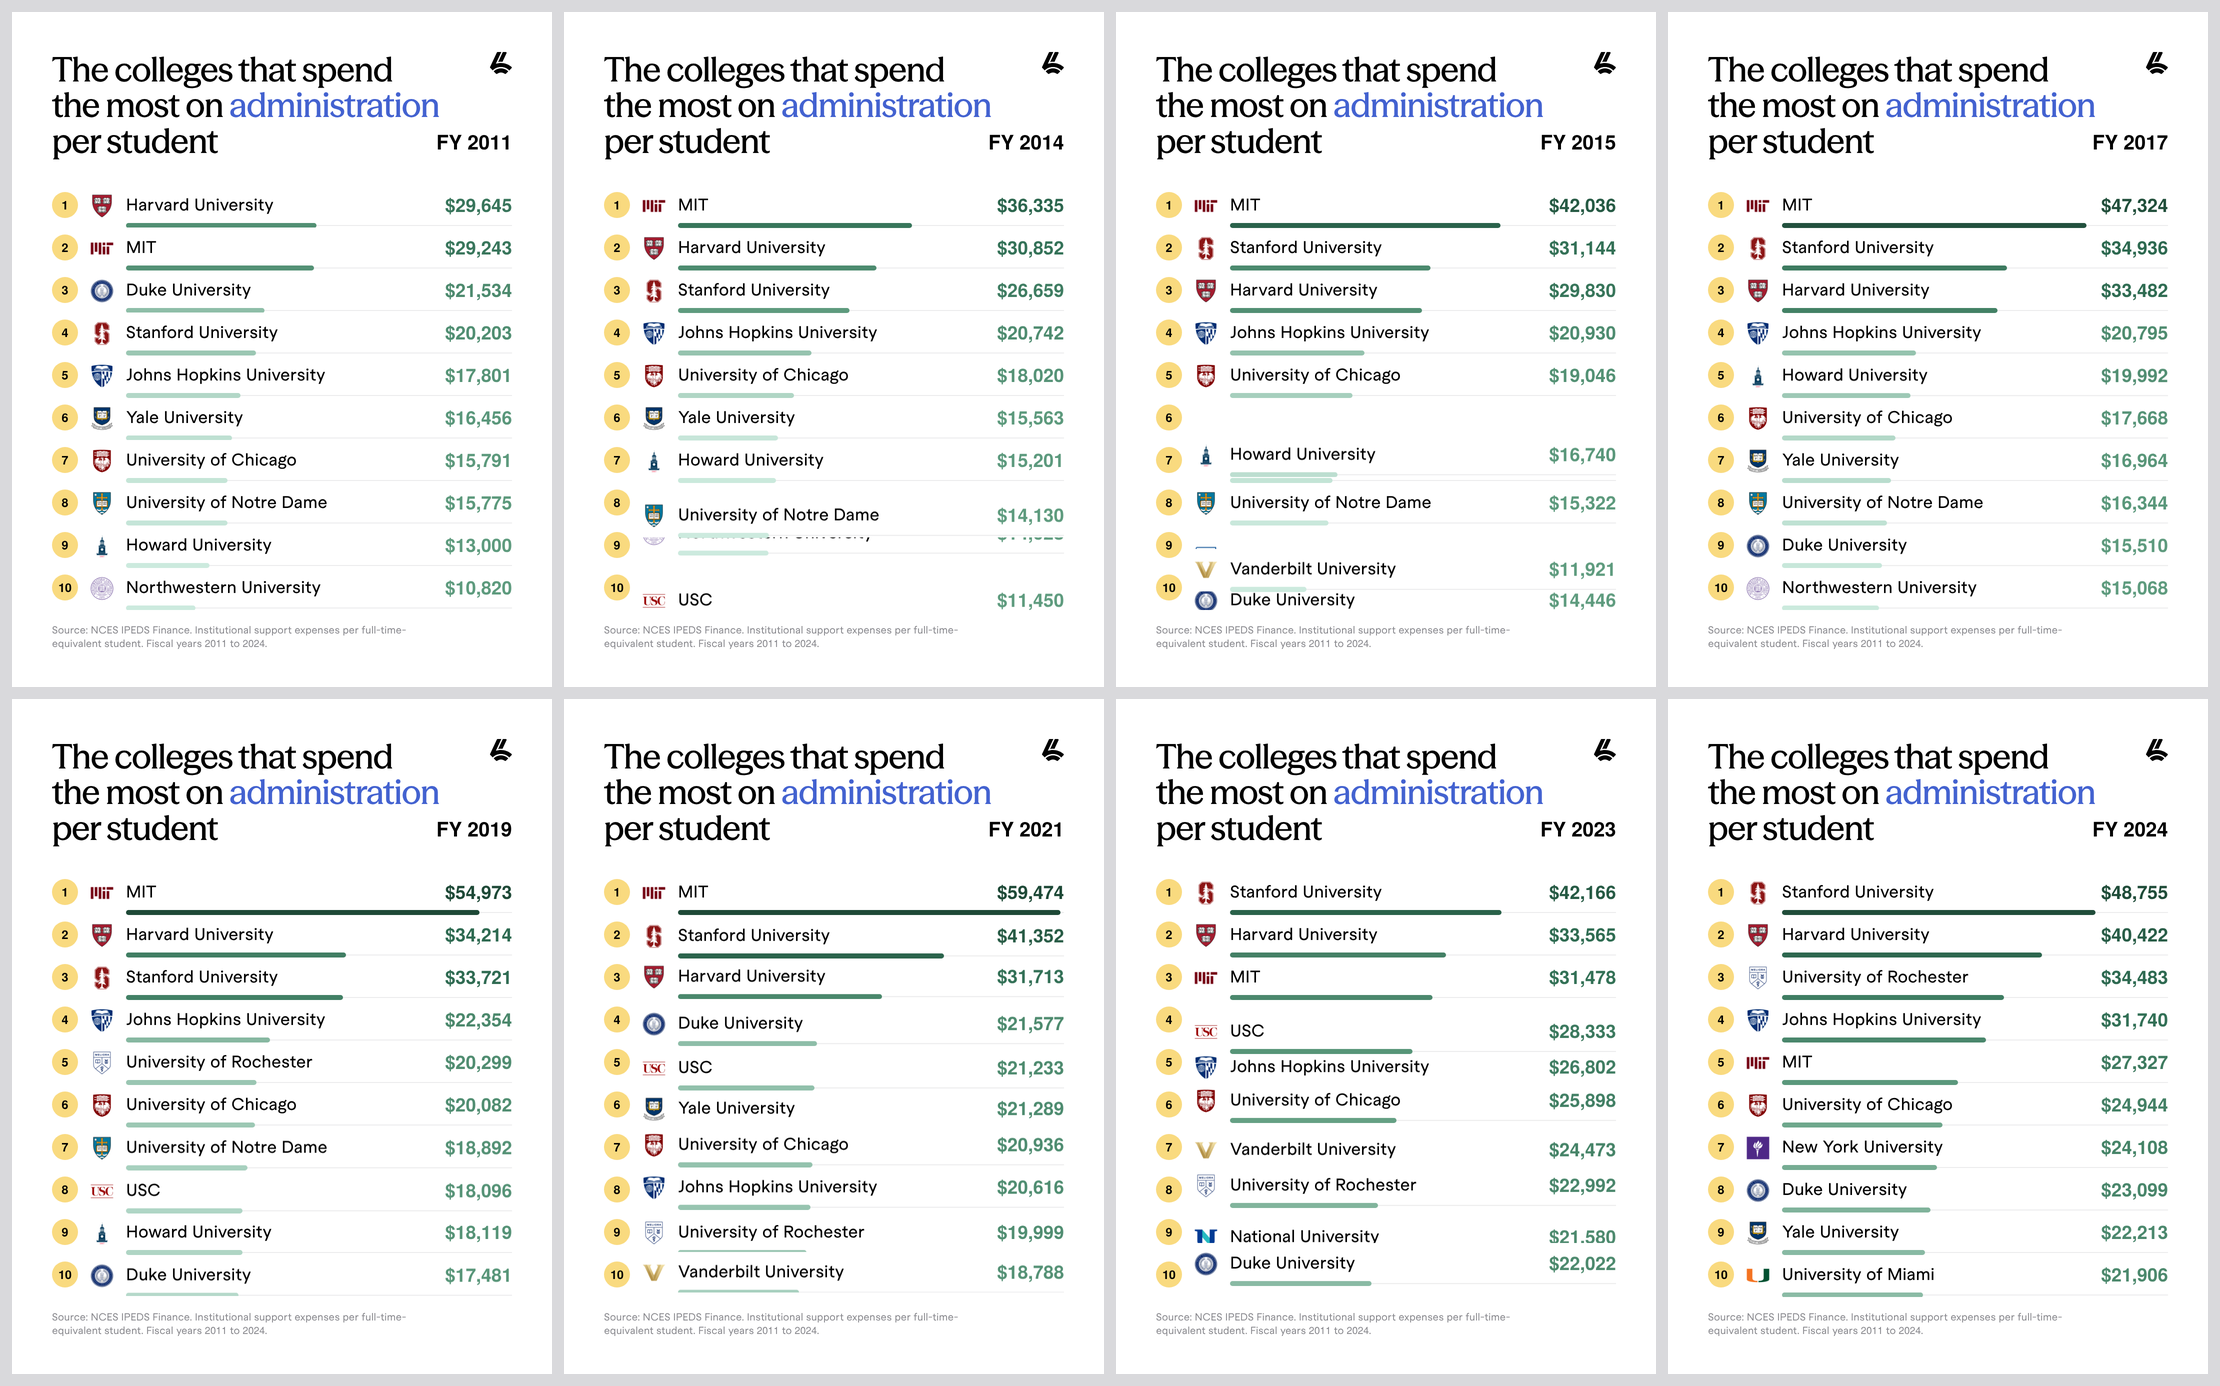 The colleges that spend
the most on administration
per student
FY 2011
1 Harvard University $29,645
2 MIT $29,243
3 Duke University $21,534
4 Stanford University $20,203
5 Johns Hopkins University $17,801
6 Yale University $16,456
7 University of Chicago $15,791
8 University of Notre Dame $15,775
9 Howard University $13,000
10 Northwestern University $10,820
Source: NCES IPEDS Finance. Institutional support expenses per full-time-
equivalent student. Fiscal years 2011 to 2024.
The colleges that spend
the most on administration
per student
FY 2014
1 MIT $36,335
2 Harvard University $30,852
3 Stanford University $26,659
4 Johns Hopkins University $20,742
5 University of Chicago $18,020
6 Yale University $15,563
7 Howard University $15,201
8 University of Notre Dame $14,130
9
10 USC USC $11,450
Source: NCES IPEDS Finance. Institutional support expenses per full-time-
equivalent student. Fiscal years 2011 to 2024.
The colleges that spend
the most on administration
per student
FY 2015
1 MIT $42,036
2 Stanford University $31,144
3 Harvard University $29,830
4 Johns Hopkins University $20,930
5 University of Chicago $19,046
6
7 Howard University $16,740
8 University of Notre Dame $15,322
9
Vanderbilt University $11,921
10 Duke University $14,446
Source: NCES IPEDS Finance. Institutional support expenses per full-time-
equivalent student. Fiscal years 2011 to 2024.
The colleges that spend
the most on administration
per student
FY 2017
1 MIT $47,324
2 Stanford University $34,936
3 Harvard University $33,482
4 Johns Hopkins University $20,795
5 Howard University $19,992
6 University of Chicago $17,668
7 Yale University $16,964
8 University of Notre Dame $16,344
9 Duke University $15,510
10 Northwestern University $15,068
Source: NCES IPEDS Finance. Institutional support expenses per full-time-
equivalent student. Fiscal years 2011 to 2024.
The colleges that spend
the most on administration
per student
FY 2019
1 MIT $54,973
2 Harvard University $34,214
3 Stanford University $33,721
4 Johns Hopkins University $22,354
5 University of Rochester $20,299
6 University of Chicago $20,082
7 University of Notre Dame $18,892
8 USC USC $18,096
9 Howard University $18,119
10 Duke University $17,481
Source: NCES IPEDS Finance. Institutional support expenses per full-time-
equivalent student. Fiscal years 2011 to 2024.
The colleges that spend
the most on administration
per student
FY 2021
1 MIT $59,474
2 Stanford University $41,352
3 Harvard University $31,713
4 Duke University $21,577
5 USC USC $21,233
6 Yale University $21,289
7 University of Chicago $20,936
8 Johns Hopkins University $20,616
9 University of Rochester $19,999
10 Vanderbilt University $18,788
Source: NCES IPEDS Finance. Institutional support expenses per full-time-
equivalent student. Fiscal years 2011 to 2024.
The colleges that spend
the most on administration
per student
FY 2023
1 Stanford University $42,166
2 Harvard University $33,565
3 MIT $31,478
4 USC USC $28,333
5 Johns Hopkins University $26,802
6 University of Chicago $25,898
7 Vanderbilt University $24,473
8 University of Rochester $22,992
9 National University $21,580
10 Duke University $22,022
Source: NCES IPEDS Finance. Institutional support expenses per full-time-
equivalent student. Fiscal years 2011 to 2024.
The colleges that spend
the most on administration
per student
FY 2024
1 Stanford University $48,755
2 Harvard University $40,422
3 University of Rochester $34,483
4 Johns Hopkins University $31,740
5 MIT $27,327
6 University of Chicago $24,944
7 New York University $24,108
8 Duke University $23,099
9 Yale University $22,213
10 University of Miami $21,906
Source: NCES IPEDS Finance. Institutional support expenses per full-time-
equivalent student. Fiscal years 2011 to 2024.